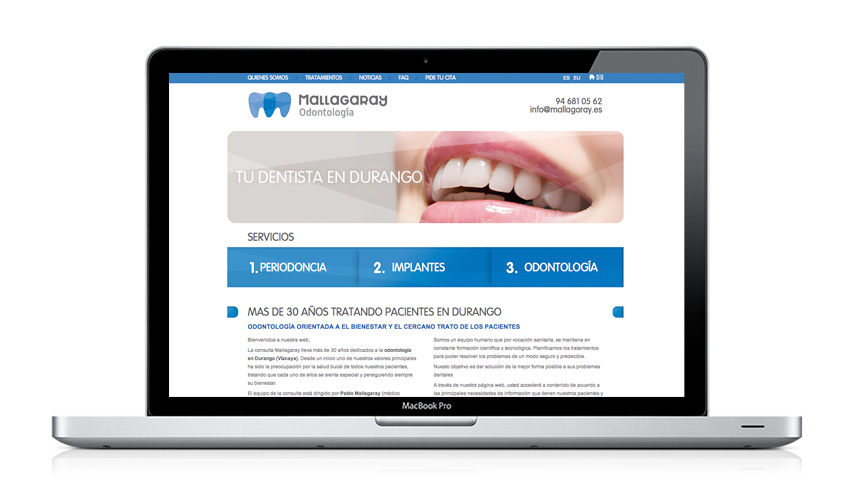 QUIENES SOMOS / TRATAMIENTOS / NOTICIAS / FAQ / PIDE TU CITA
ES EU
Mallagaray
Odontología
94 681 05 62
info@mallagaray.es
TU DENTISTA EN DURANGO
SERVICIOS
1. PERIODONCIA
2. IMPLANTES
3. ODONTOLOGÍA
MAS DE 30 AÑOS TRATANDO PACIENTES EN DURANGO
ODONTOLOGÍA ORIENTADA A EL BIENESTAR Y EL CERCANO TRATO DE LOS PACIENTES
Bienvenidos a nuestra web,
La consulta Mallagaray lleva más de 30 años dedicados a la odontología
en Durango (Vizcaya). Desde un inicio uno de nuestros valores principales
ha sido la preocupación por la salud bucal de todos nuestros pacientes,
tratando que cada uno de ellos se sienta especial y persiguiendo siempre
su bienestar.
El equipo de la consulta está dirigido por Pablo Mallagaray (médico
Somos un equipo humano que por vocación sanitaria, se mantiene en
constante formación científica y tecnológica. Planificamos los tratamientos
para poder resolver los problemas de un modo seguro y predecible.
Nuesto objetivo es dar solución de la mejor forma posible a sus problemas
dentales
A través de nuestra página web, usted accederá a contenido de acuerdo a
las principales necesidades de información que tienen nuestros pacientes y
MacBook Pro